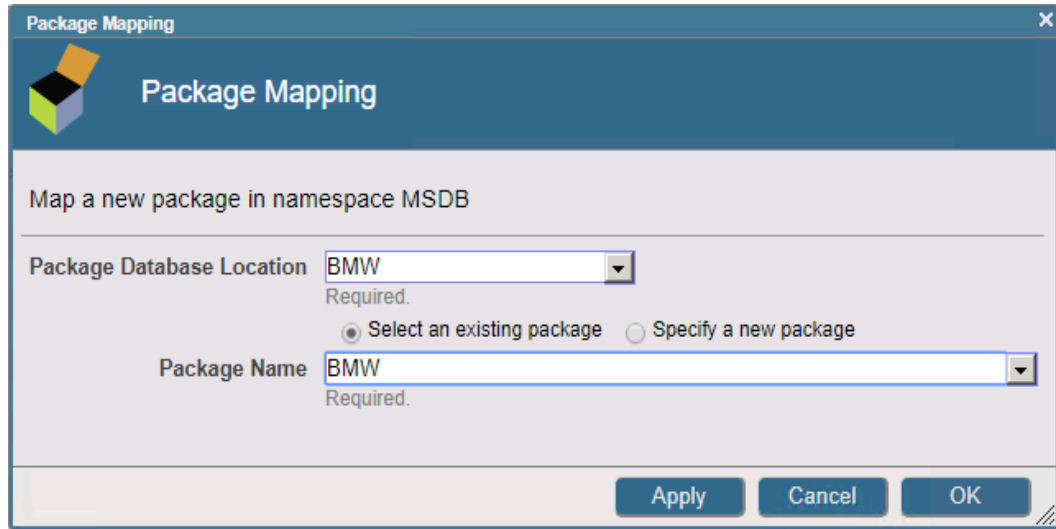 Package Mapping
Package Mapping
Map a new package in namespace MSDB
Package Database Location BMW
Required.
Select an existing package Specify a new package
Package Name BMW
Required.
Apply Cancel OK